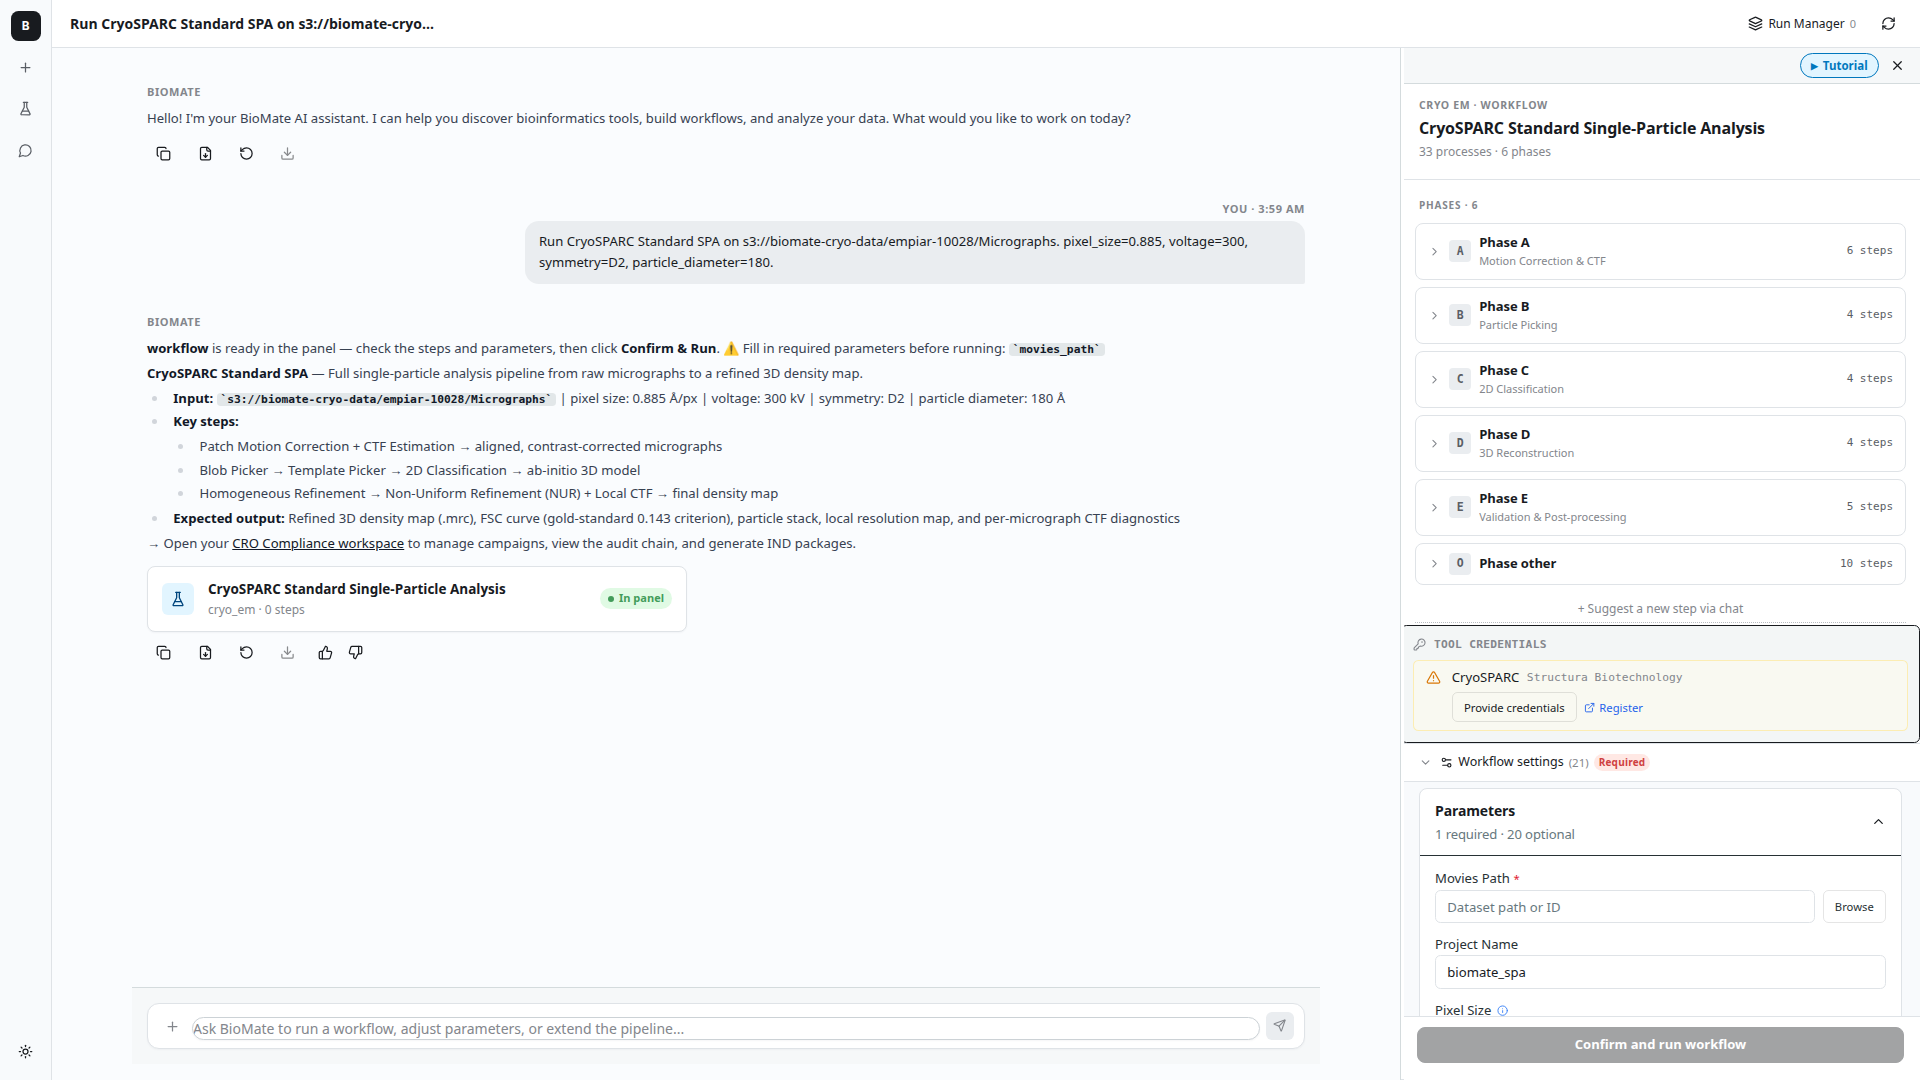 B
Run CryoSPARC Standard SPA on s3://biomate-cryo...
Run Manager 0
BIOMATE
Hello! I'm your BioMate AI assistant. I can help you discover bioinformatics tools, build workflows, and analyze your data. What would you like to work on today?
YOU · 3:59 AM
Run CryoSPARC Standard SPA on s3://biomate-cryo-data/empiar-10028/Micrographs. pixel_size=0.885, voltage=300,
symmetry=D2, particle_diameter=180.
BIOMATE
workflow is ready in the panel — check the steps and parameters, then click Confirm & Run. ⚠️ Fill in required parameters before running: `movies_path`
CryoSPARC Standard SPA — Full single-particle analysis pipeline from raw micrographs to a refined 3D density map.
Input: `s3://biomate-cryo-data/empiar-10028/Micrographs` | pixel size: 0.885 Å/px | voltage: 300 kV | symmetry: D2 | particle diameter: 180 Å
Key steps:
Patch Motion Correction + CTF Estimation → aligned, contrast-corrected micrographs
Blob Picker → Template Picker → 2D Classification → ab-initio 3D model
Homogeneous Refinement → Non-Uniform Refinement (NUR) + Local CTF → final density map
Expected output: Refined 3D density map (.mrc), FSC curve (gold-standard 0.143 criterion), particle stack, local resolution map, and per-micrograph CTF diagnostics
→ Open your CRO Compliance workspace to manage campaigns, view the audit chain, and generate IND packages.
CryoSPARC Standard Single-Particle Analysis
cryo_em · 0 steps
In panel
Ask BioMate to run a workflow, adjust parameters, or extend the pipeline...
▶ Tutorial
CRYO EM · WORKFLOW
CryoSPARC Standard Single-Particle Analysis
33 processes · 6 phases
PHASES · 6
A Phase A 6 steps
Motion Correction & CTF
B Phase B 4 steps
Particle Picking
C Phase C 4 steps
2D Classification
D Phase D 4 steps
3D Reconstruction
E Phase E 5 steps
Validation & Post-processing
O Phase other 10 steps
+ Suggest a new step via chat
TOOL CREDENTIALS
CryoSPARC Structura Biotechnology
Provide credentials Register
Workflow settings (21) Required
Parameters
1 required · 20 optional
Movies Path *
Dataset path or ID
Browse
Project Name
biomate_spa
Pixel Size
Confirm and run workflow